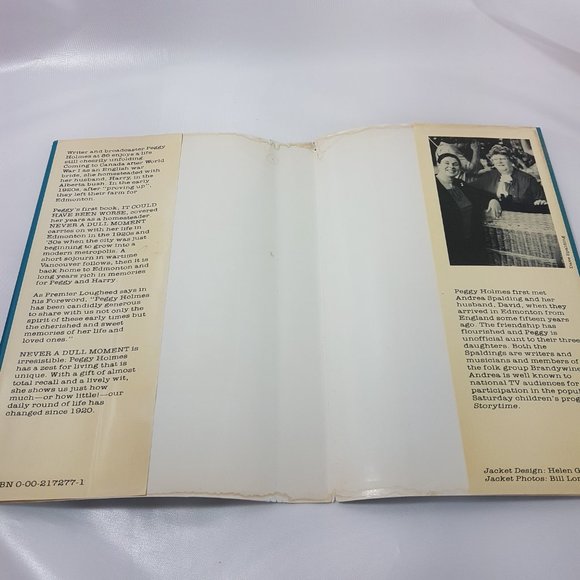 Writer and broadcaster Peggy
Holmes at 86 enjoys a life
still cheerily unfolding.
Coming to Canada after World
War I as an English war
bride, she homesteaded with
her husband, Harry, in the
Alberta bush. In the early
1920s, after "proving up",
they left their farm for
Edmonton.
Peggy's first book, IT COULD
HAVE BEEN WORSE, covered
her years as a homesteader
NEVER A DULL MOMENT
carries on with her life in
Edmonton in the 1920s and
'30s when the city was just
beginning to grow into a
modern metropolis. A
short sojourn in wartime
Vancouver follows, then it is
back home to Edmonton and
long years rich in memories
for Peggy and Harry.
As Premier Lougheed says in
his Foreword, "Peggy Holmes
has been candidly generous
to share with us not only the
spirit of these early times but
the cherished and sweet
memories of her life and
loved ones."
NEVER A DULL MOMENT is
irresistible. Peggy Holmes
has a zest for living that is
unique. With a gift of almost
total recall and a lively wit,
she shows us just how
much—or how little!—our
daily round of life has
changed since 1920.
BN 0-00-217277-1
Peggy Holmes first met
Andrea Spalding and her
husband, David, when they
arrived in Edmonton from
England some fifteen years
ago. The friendship has
flourished and Peggy is
unofficial aunt to their three
daughters. Both the
Spaldings are writers and
musicians and members of
the folk group Brandywine
Andrea is well known to
national TV audiences for
participation in the popul
Saturday children's prog
Storytime.
Jacket Design: Helen G
Jacket Photos: Bill Lor